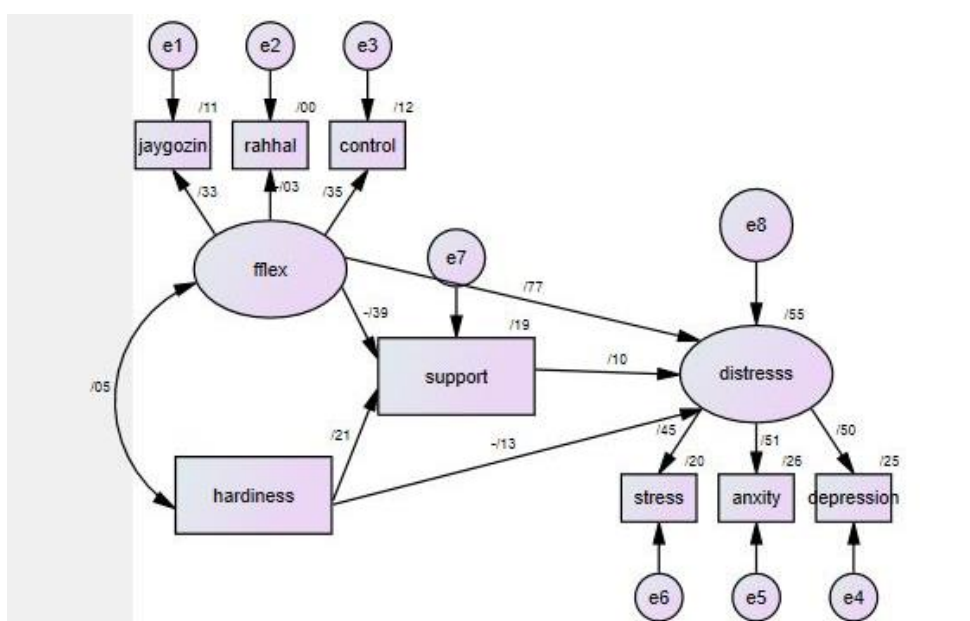 e1 e2 e3
/11 /00 /12
jaygozin rahhal control
/33 -/03 /35
e8
fflex
e7
/77
/55
-/39
/19
/10
distresss
support
/05
/21
-/13
/45 /51 /50
/20 /26 /25
hardiness
stress anxity depression
e6 e5 e4